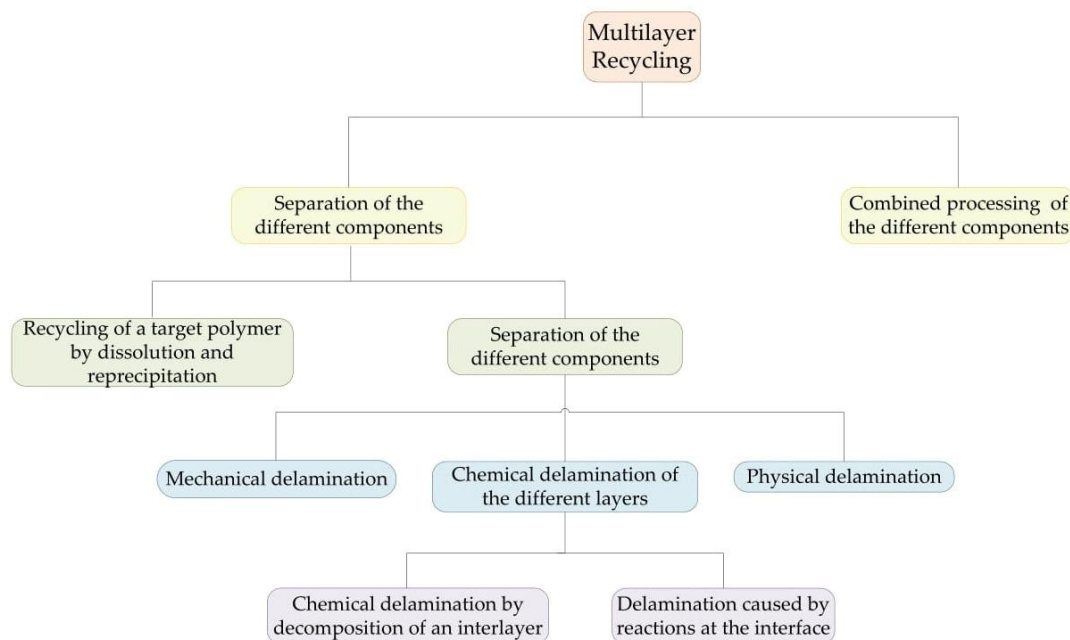 Multilayer
Recycling
Separation of the
different components
Combined processing of
the different components
Recycling of a target polymer
by dissolution and
reprecipitation
Separation of the
different components
Mechanical delamination
Chemical delamination of
the different layers
Physical delamination
Chemical delamination by
decomposition of an interlayer
Delamination caused by
reactions at the interface